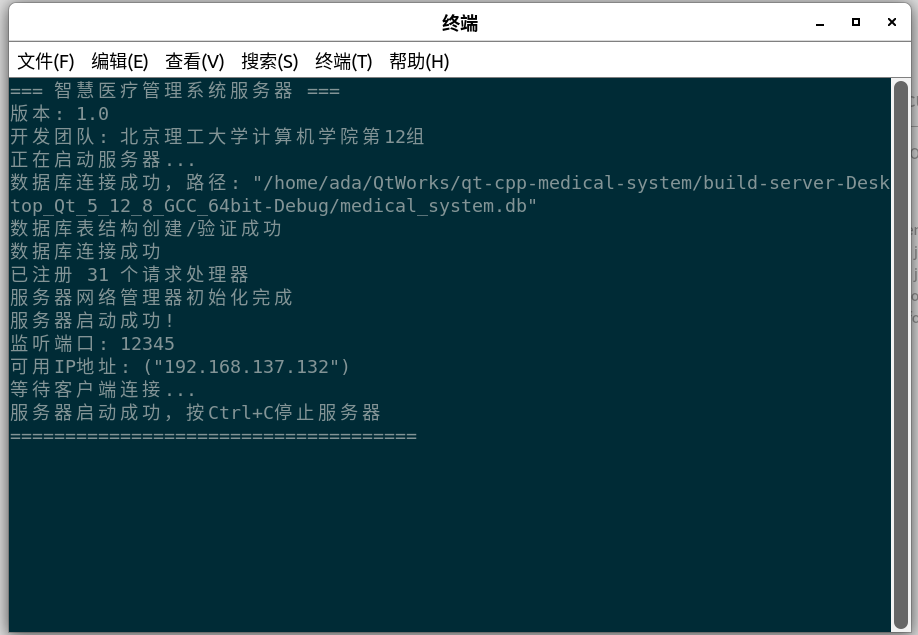 终端
文件(F) 编辑(E) 查看(V) 搜索(S) 终端(T) 帮助(H)
=== 智慧医疗管理系统服务器 ===
版本: 1.0
开发团队: 北京理工大学计算机学院第12组
正在启动服务器...
数据库连接成功, 路径: "/home/ada/QtWorks/qt-cpp-medical-system/build-server-Desk
top_Qt_5_12_8_GCC_64bit-Debug/medical_system.db"
数据库表结构创建/验证成功
数据库连接成功
已注册 31 个请求处理器
服务器网络管理器初始化完成
服务器启动成功!
监听端口: 12345
可用IP地址: ("192.168.137.132")
等待客户端连接...
服务器启动成功, 按Ctrl+C停止服务器
=====================================